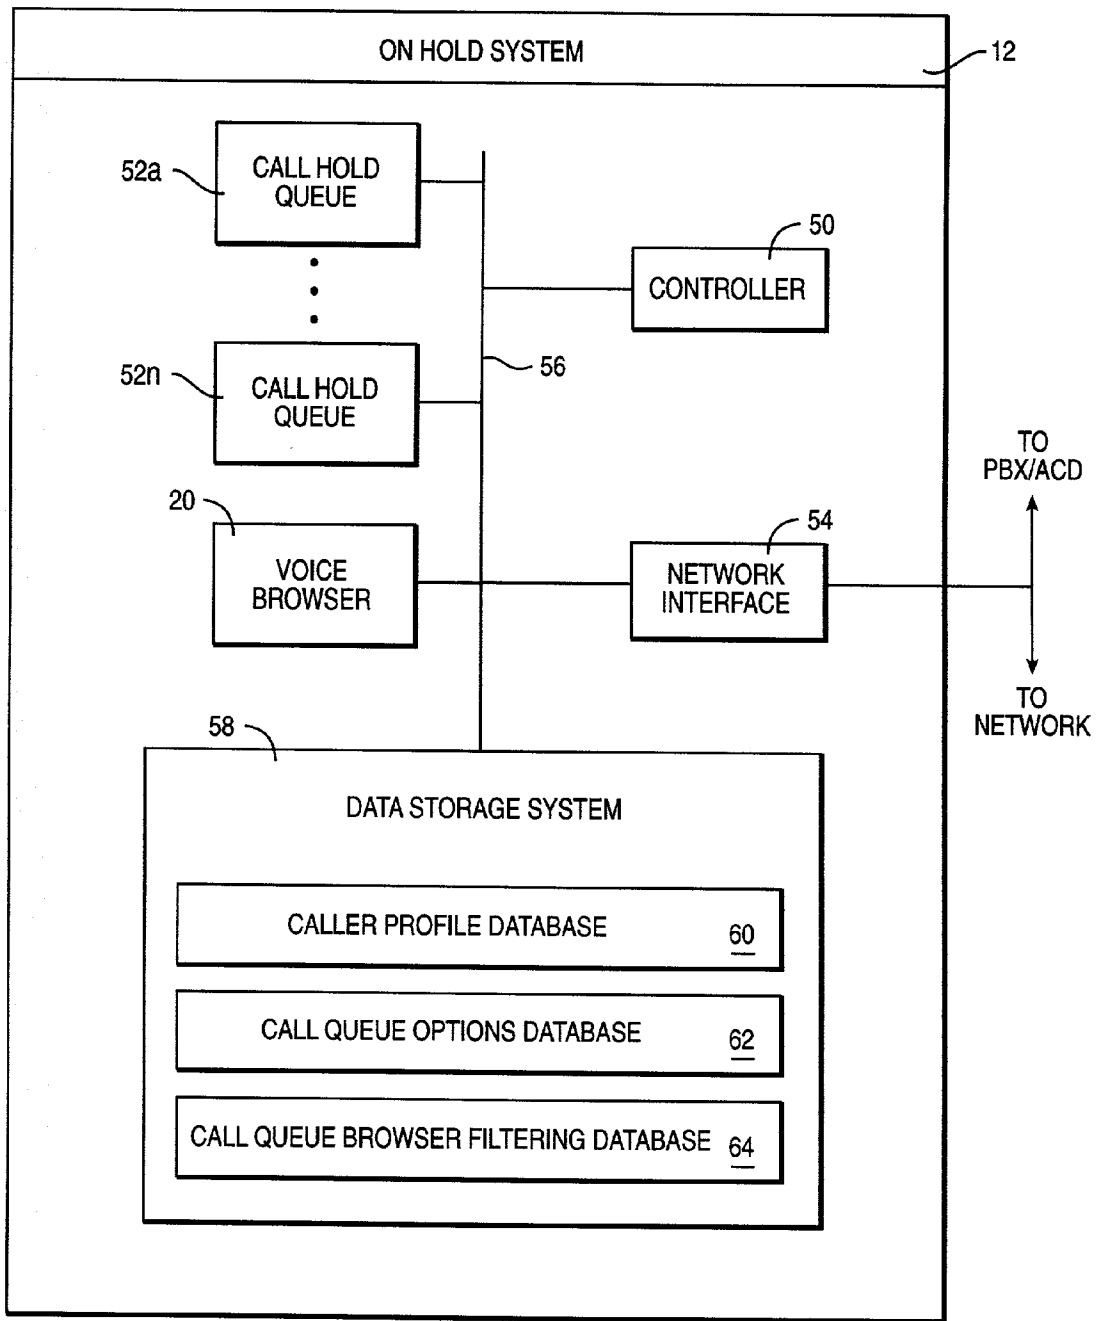 ON HOLD SYSTEM
12
52a
CALL HOLD
QUEUE
50
CONTROLLER
52n
CALL HOLD
QUEUE
56
TO
PBX/ACD
20
VOICE
BROWSER
54
NETWORK
INTERFACE
TO
NETWORK
58
DATA STORAGE SYSTEM
CALLER PROFILE DATABASE 60
CALL QUEUE OPTIONS DATABASE 62
CALL QUEUE BROWSER FILTERING DATABASE 64